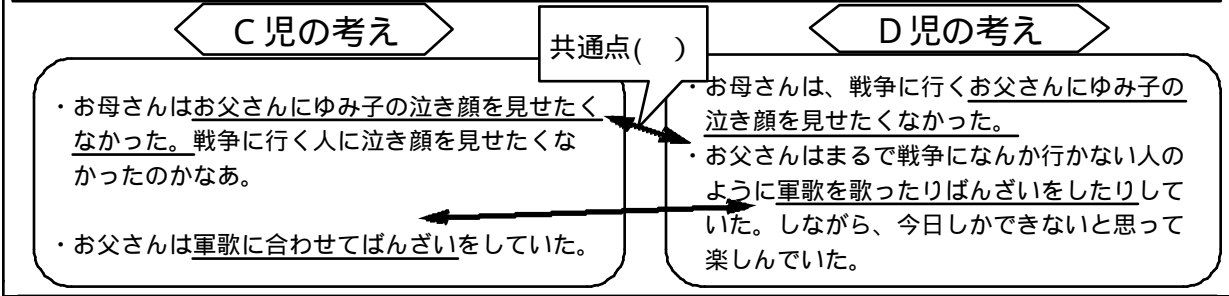 C児の考え
共通点(　)
D児の考え
・お母さんはお父さんにゆみ子の泣き顔を見せたく
なかった。戦争に行く人に泣き顔を見せたくな
かったのかなあ。
・お父さんは軍歌に合わせてばんざいをしていた。
・お母さんは、戦争に行くお父さんにゆみ子の
泣き顔を見せたくなかった。
・お父さんはまるで戦争になんか行かない人の
ように軍歌を歌ったりばんざいをしたりして
いた。しながら、今日しかできないと思って
楽しんでいた。